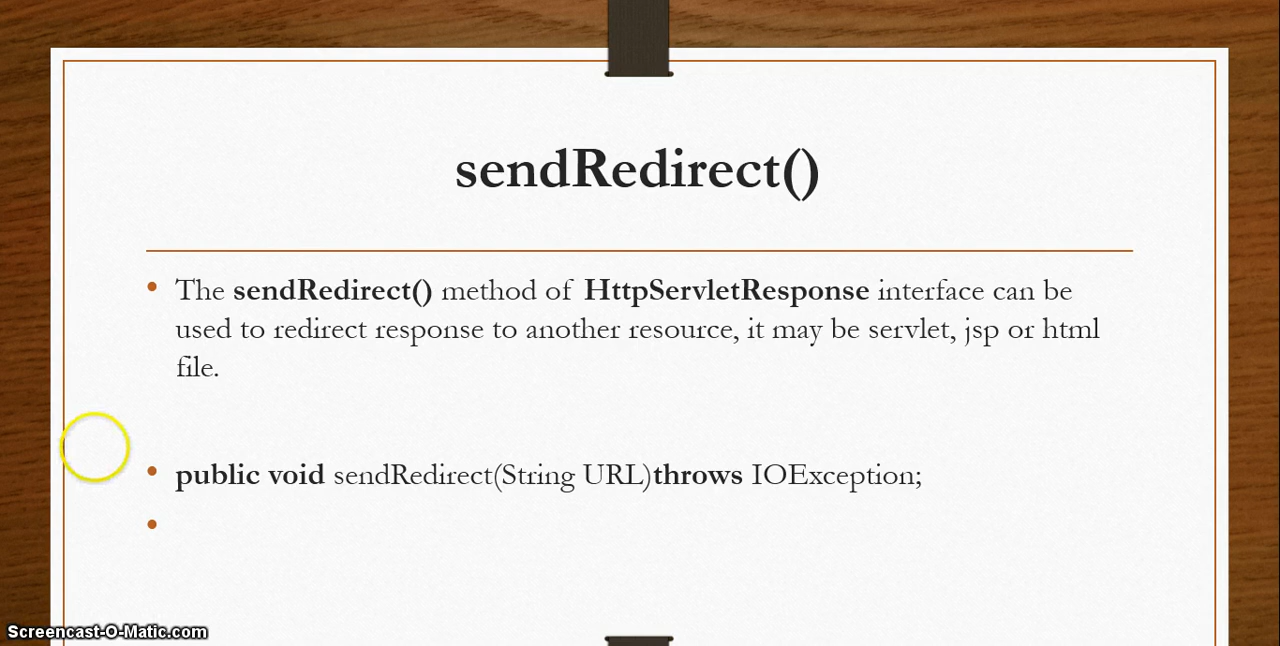 sendRedirect()
The sendRedirect() method of HttpServletResponse interface can be
used to redirect response to another resource, it may be servlet, jsp or html
file.
public void sendRedirect(String URL)throws IOException;
Screencast-O-Matic.com